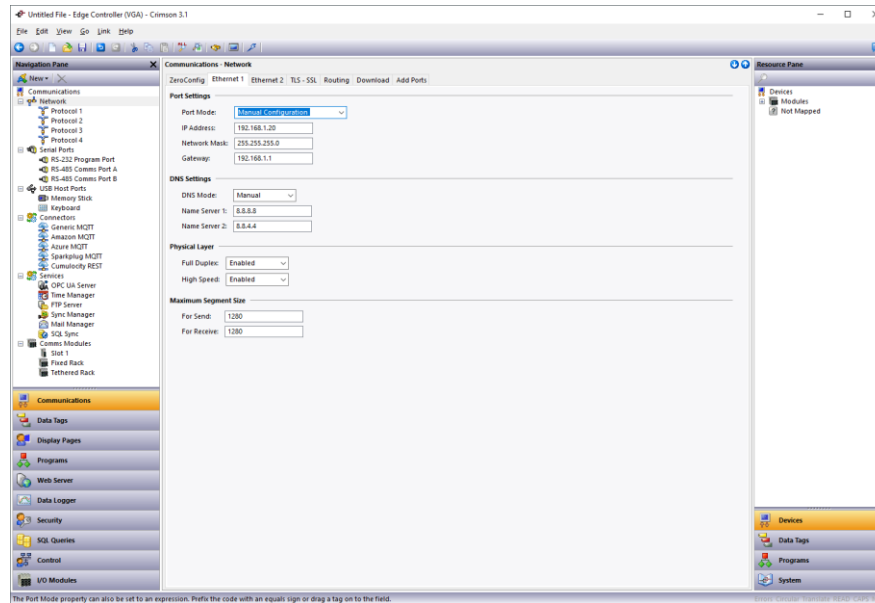 Untitled File - Edge Controller (VGA) - Crimson 3.1
File Edit View Go Link Help
Navigation Pane
New
Communications
Network
Protocol 1
Protocol 2
Protocol 3
Protocol 4
Serial Ports
RS-232 Program Port
RS-485 Comms Port A
RS-485 Comms Port B
USB Host Ports
Memory Stick
Keyboard
Connectors
Generic MQTT
Amazon MQTT
Azure MQTT
Sparkplug MQTT
Cumulocity REST
Services
OPC UA Server
Time Manager
FTP Server
Sync Manager
Mail Manager
SQL Sync
Comms Modules
Slot 1
Fixed Rack
Tethered Rack
Communications
Data Tags
Display Pages
Programs
Web Server
Data Logger
Security
SQL Queries
Control
I/O Modules
Communications - Network
ZeroConfig Ethernet 1 Ethernet 2 TLS - SSL Routing Download Add Ports
Port Settings
Port Mode: Manual Configuration
IP Address: 192.168.1.20
Network Mask: 255.255.255.0
Gateway: 192.168.1.1
DNS Settings
DNS Mode: Manual
Name Server 1: 8.8.8.8
Name Server 2: 8.8.4.4
Physical Layer
Full Duplex: Enabled
High Speed: Enabled
Maximum Segment Size
For Send: 1280
For Receive: 1280
Resource Pane
Devices
Modules
Not Mapped
Devices
Data Tags
Programs
System
The Port Mode property can also be set to an expression. Prefix the code with an equals sign or drag a tag on to the field.
Errors Circular Translate READ CAPS